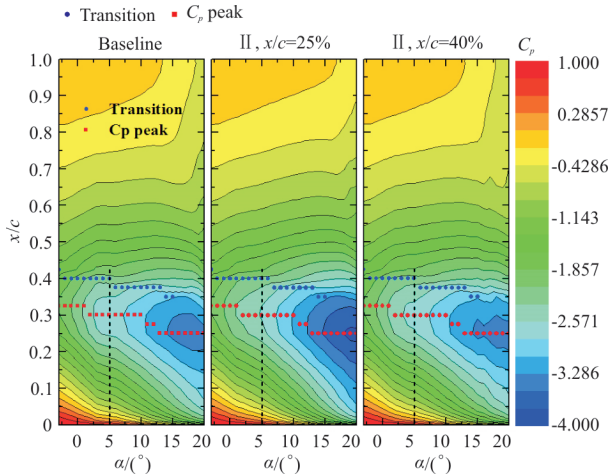 Transition Cp peak
Baseline
II , x/c=25%
II , x/c=40%
Cp
Transition
Cp peak
x/c
1.0
0.9
0.8
0.7
0.6
0.5
0.4
0.3
0.2
0.1
0
0 5 10 15 20
0 5 10 15 20
0 5 10 15 20
α/(°)
α/(°)
α/(°)
1.000
0.2857
-0.4286
-1.143
-1.857
-2.571
-3.286
-4.000